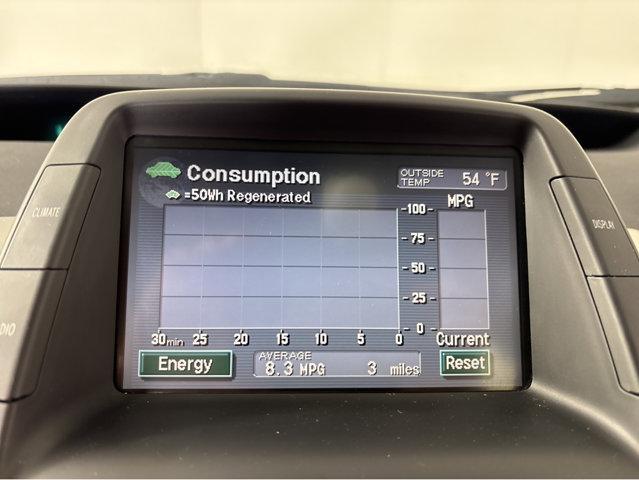 Consumption
OUTSIDE TEMP 54 °F
=50Wh Regenerated
MPG
100
75
50
25
0
30min 25 20 15 10 5 0
Current
Energy
AVERAGE
8.3 MPG 3 miles
Reset
CLIMATE
DISPLAY
DIO